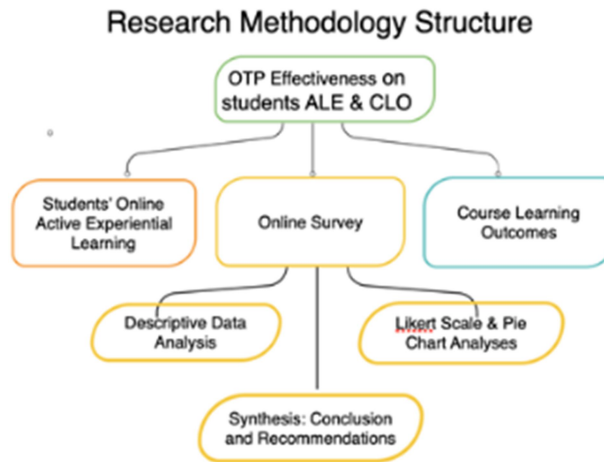 Research Methodology Structure
OTP Effectiveness on
students ALE & CLO
Students' Online
Active Experiential
Learning
Online Survey
Course Learning
Outcomes
Descriptive Data
Analysis
Likert Scale & Pie
Chart Analyses
Synthesis: Conclusion
and Recommendations